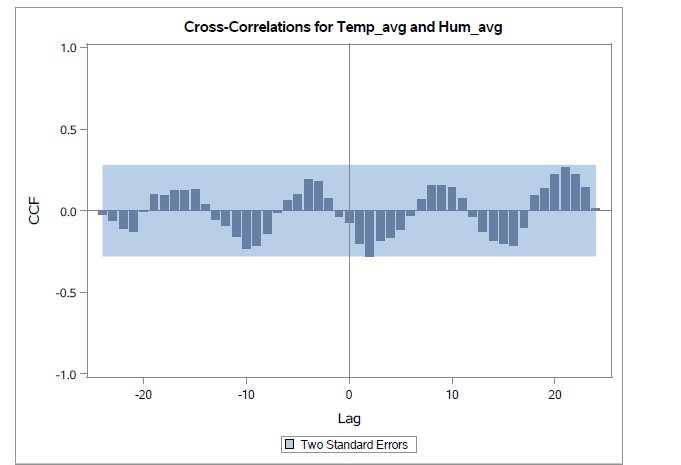 Cross-Correlations for Temp_avg and Hum_avg
1.0
0.5
0.0
-0.5
-1.0
CCF
-20 -10 0 10 20
Lag
Two Standard Errors